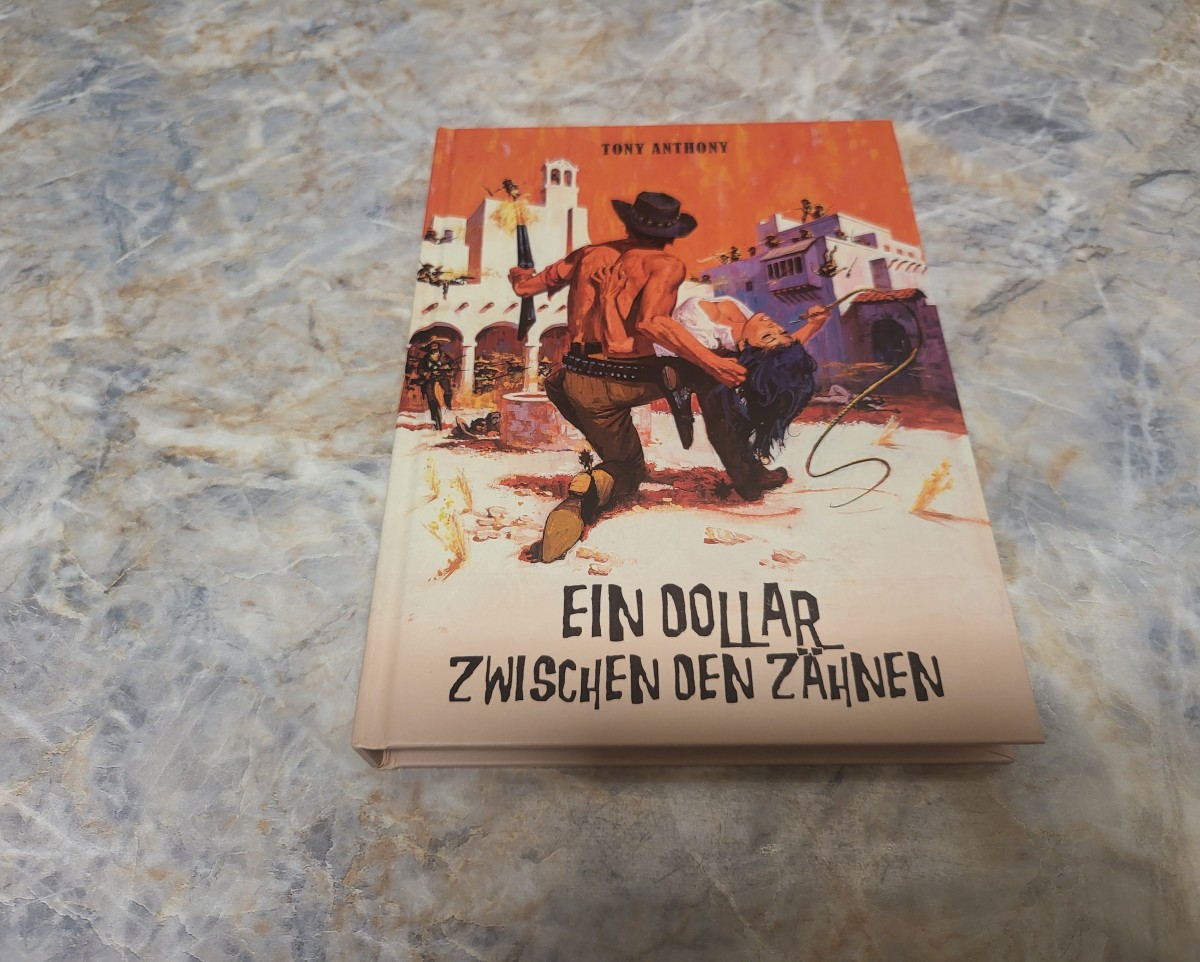 TONY ANTHONY
EIN DOLLAR
ZWISCHEN DEN ZÄHNEN